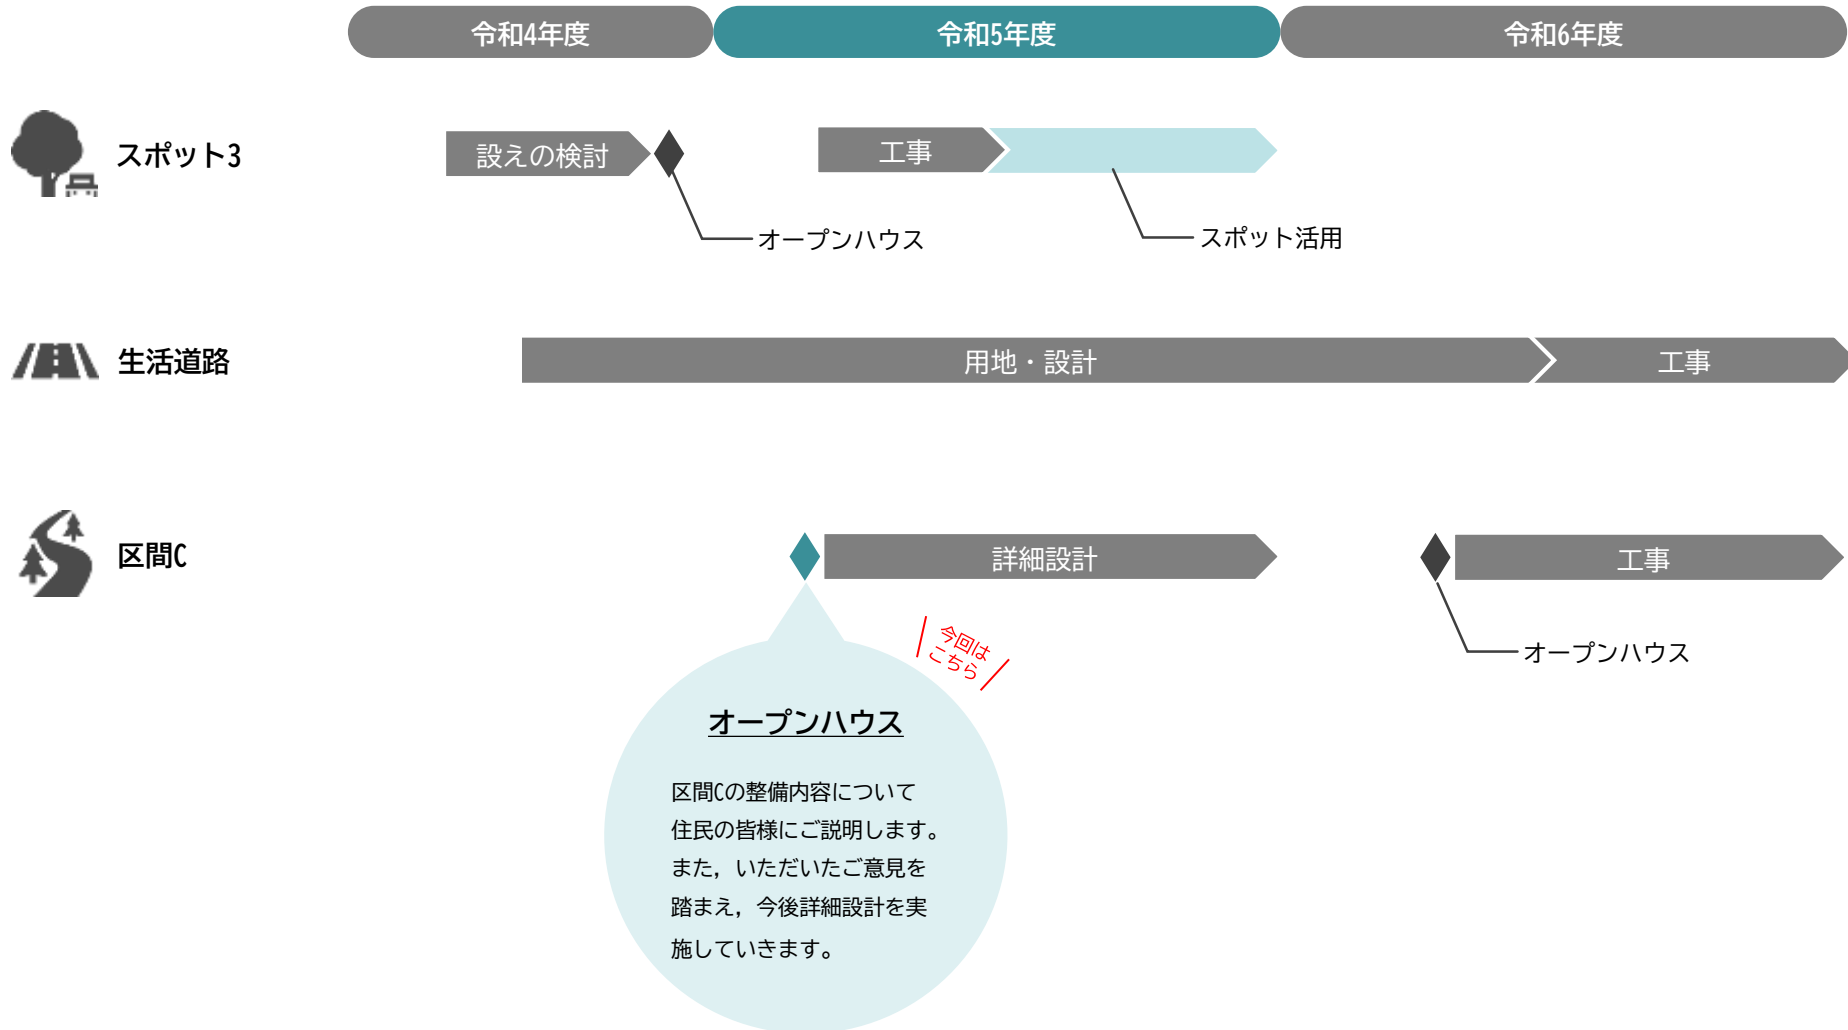 令和4年度
令和5年度
令和6年度
スポット3
設えの検討
工事
オープンハウス
スポット活用
生活道路
用地・設計
工事
区間C
詳細設計
工事
オープンハウス
今回は
こちら
オープンハウス
区間Cの整備内容について
住民の皆様にご説明します。
また，いただいたご意見を
踏まえ，今後詳細設計を実
施していきます。